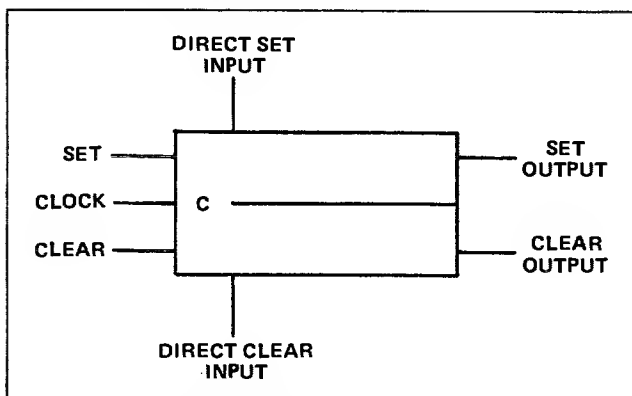 DIRECT SET
INPUT
SET
CLOCK
CLEAR
C
SET
OUTPUT
CLEAR
OUTPUT
DIRECT CLEAR
INPUT